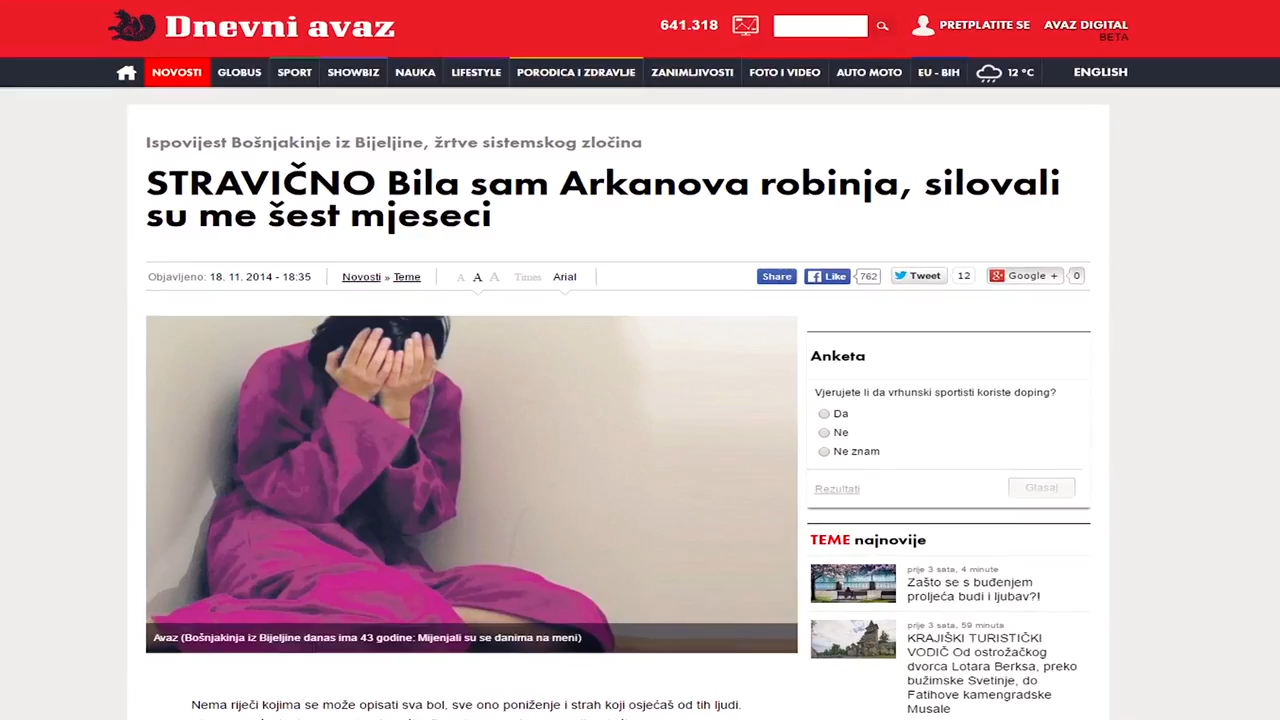 Dnevni avaz
641.318
PRETPLATITE SE
AVAZ DIGITAL
BETA
NOVOSTI GLOBUS SPORT SHOWBIZ NAUKA LIFESTYLE PORODICA I ZDRAVLJE ZANIMLJIVOSTI FOTO I VIDEO AUTO MOTO EU - BIH 12 °C ENGLISH
Ispovijest Bošnjakinje iz Bijeljine, žrtve sistemskog zločina
STRAVIČNO Bila sam Arkanova robinja, silovali
su me šest mjeseci
Objavljeno: 18. 11. 2014 - 18:35 Novosti » Teme A A A Times Arial Share Like 762 Tweet 12 Google + 0
Avaz (Bošnjakinja iz Bijeljine danas ima 43 godine: Mijenjali su se danima na meni)
Nema riječi kojima se može opisati sva bol, sve ono poniženje i strah koji osjećaš od tih ljudi.
Anketa
Vjerujete li da vrhunski sportisti koriste doping?
Da
Ne
Ne znam
Rezultati Glasaj
TEME najnovije
prije 3 sata, 4 minute
Zašto se s buđenjem
proljeća budi i ljubav?!
prije 3 sata, 59 minuta
KRAJIŠKI TURISTIČKI
VODIČ Od ostrožačkog
dvorca Lotara Berksa, preko
bužimske Svetinje, do
Fatihove kamengradske
Musale